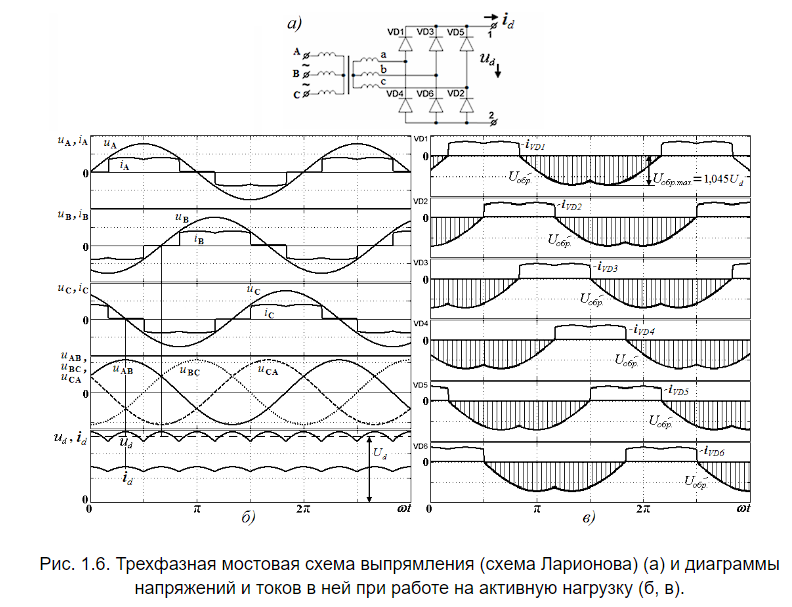 а)
VD1 VD3 VD5
i_d
1
A
~
B
~
C
a
b
c
u_d
VD4 VD6 VD2
2
u_A, i_A
u_A
i_A
0
u_B, i_B
u_B
i_B
0
u_C, i_C
u_C
i_C
0
u_AB,
u_BC,
u_CA
u_AB
u_BC
u_CA
0
u_d, i_d
u_d
U_d
i_d
0
0 π 2π
б)
VD1
i_VD1
0
U_обр.
U_обр.max=1,045U_d
VD2
i_VD2
0
U_обр.
VD3
i_VD3
0
U_обр.
VD4
i_VD4
0
U_обр.
VD5
i_VD5
0
U_обр.
VD6
i_VD6
0
U_обр.
0 π 2π ωt
в)
Рис. 1.6. Трехфазная мостовая схема выпрямления (схема Ларионова) (а) и диаграммы
напряжений и токов в ней при работе на активную нагрузку (б, в).